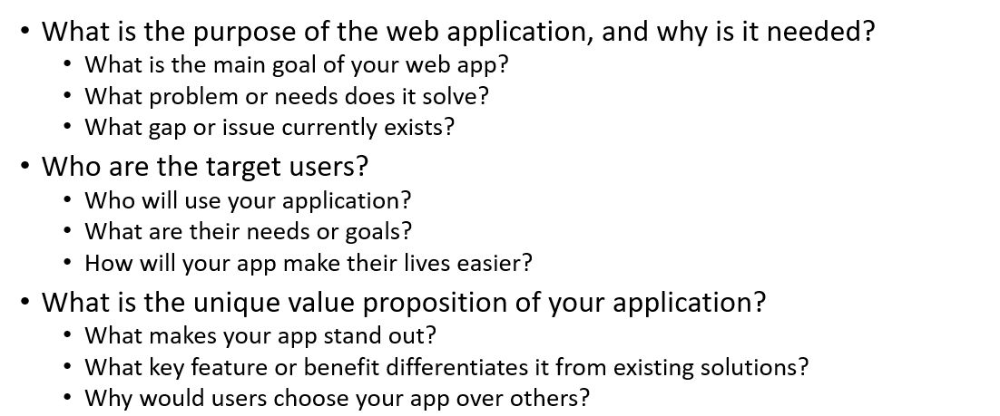 • What is the purpose of the web application, and why is it needed?
• What is the main goal of your web app?
• What problem or needs does it solve?
• What gap or issue currently exists?
• Who are the target users?
• Who will use your application?
• What are their needs or goals?
• How will your app make their lives easier?
• What is the unique value proposition of your application?
• What makes your app stand out?
• What key feature or benefit differentiates it from existing solutions?
• Why would users choose your app over others?